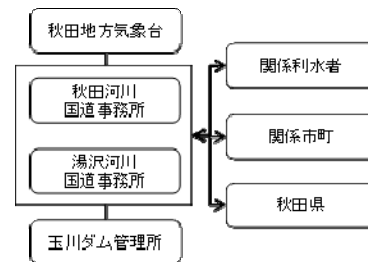 秋田地方気象台
秋田河川
国道事務所
湯沢河川
国道事務所
玉川ダム管理所
関係利水者
関係市町
秋田県